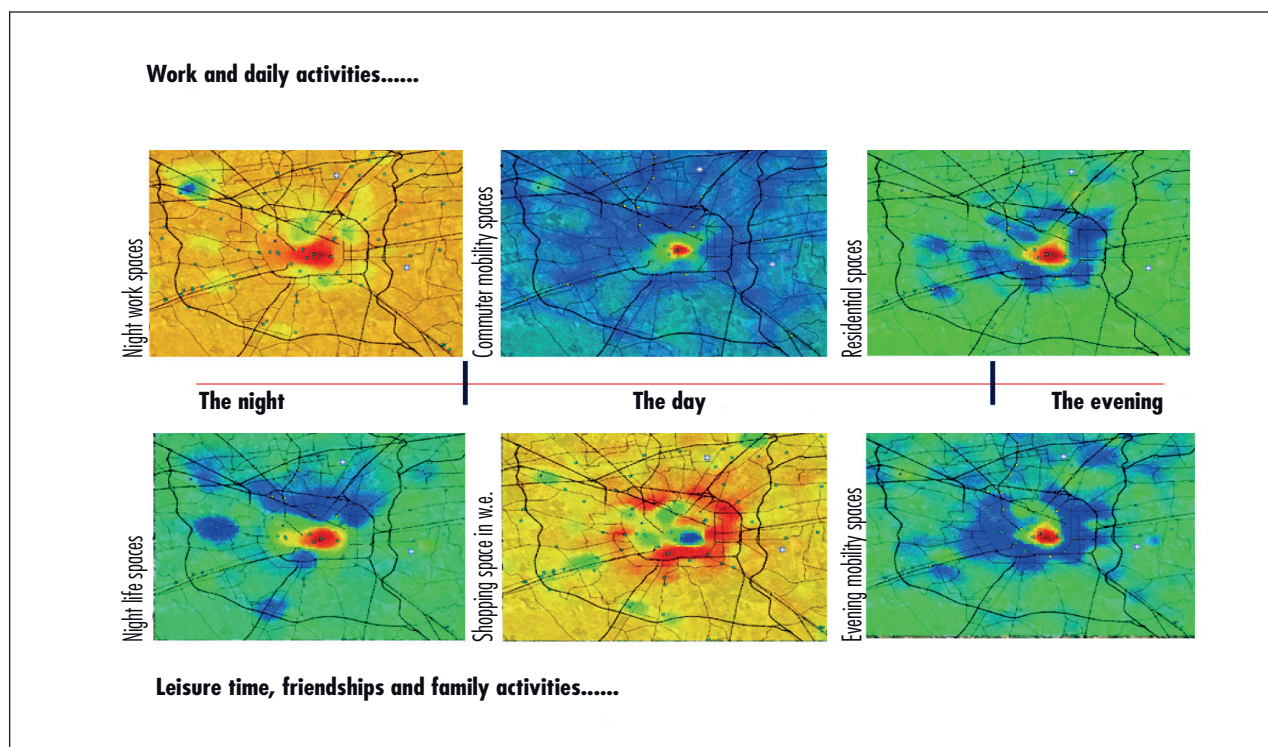 Work and daily activities......
Night work spaces
Commuter mobility spaces
Residential spaces
The night
The day
The evening
Night life spaces
Shopping space in w.e.
Evening mobility spaces
Leisure time, friendships and family activities......